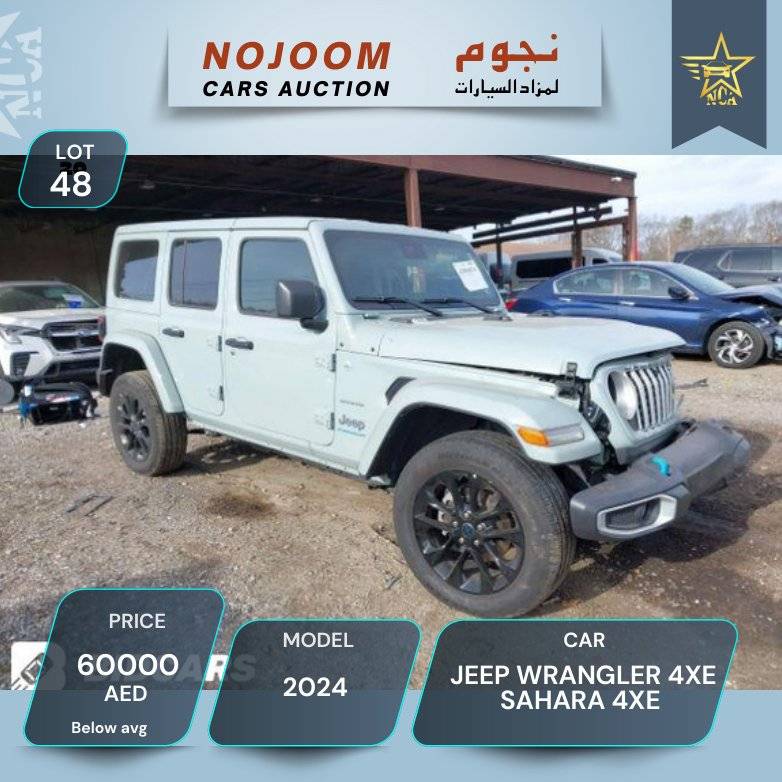 NOJOOM
CARS AUCTION
نجوم
لمزاد السيارات
NCA
NCA
LOT
48
Jeep
PRICE
60000
AED
Below avg
MODEL
2024
CAR
JEEP WRANGLER 4XE
SAHARA 4XE